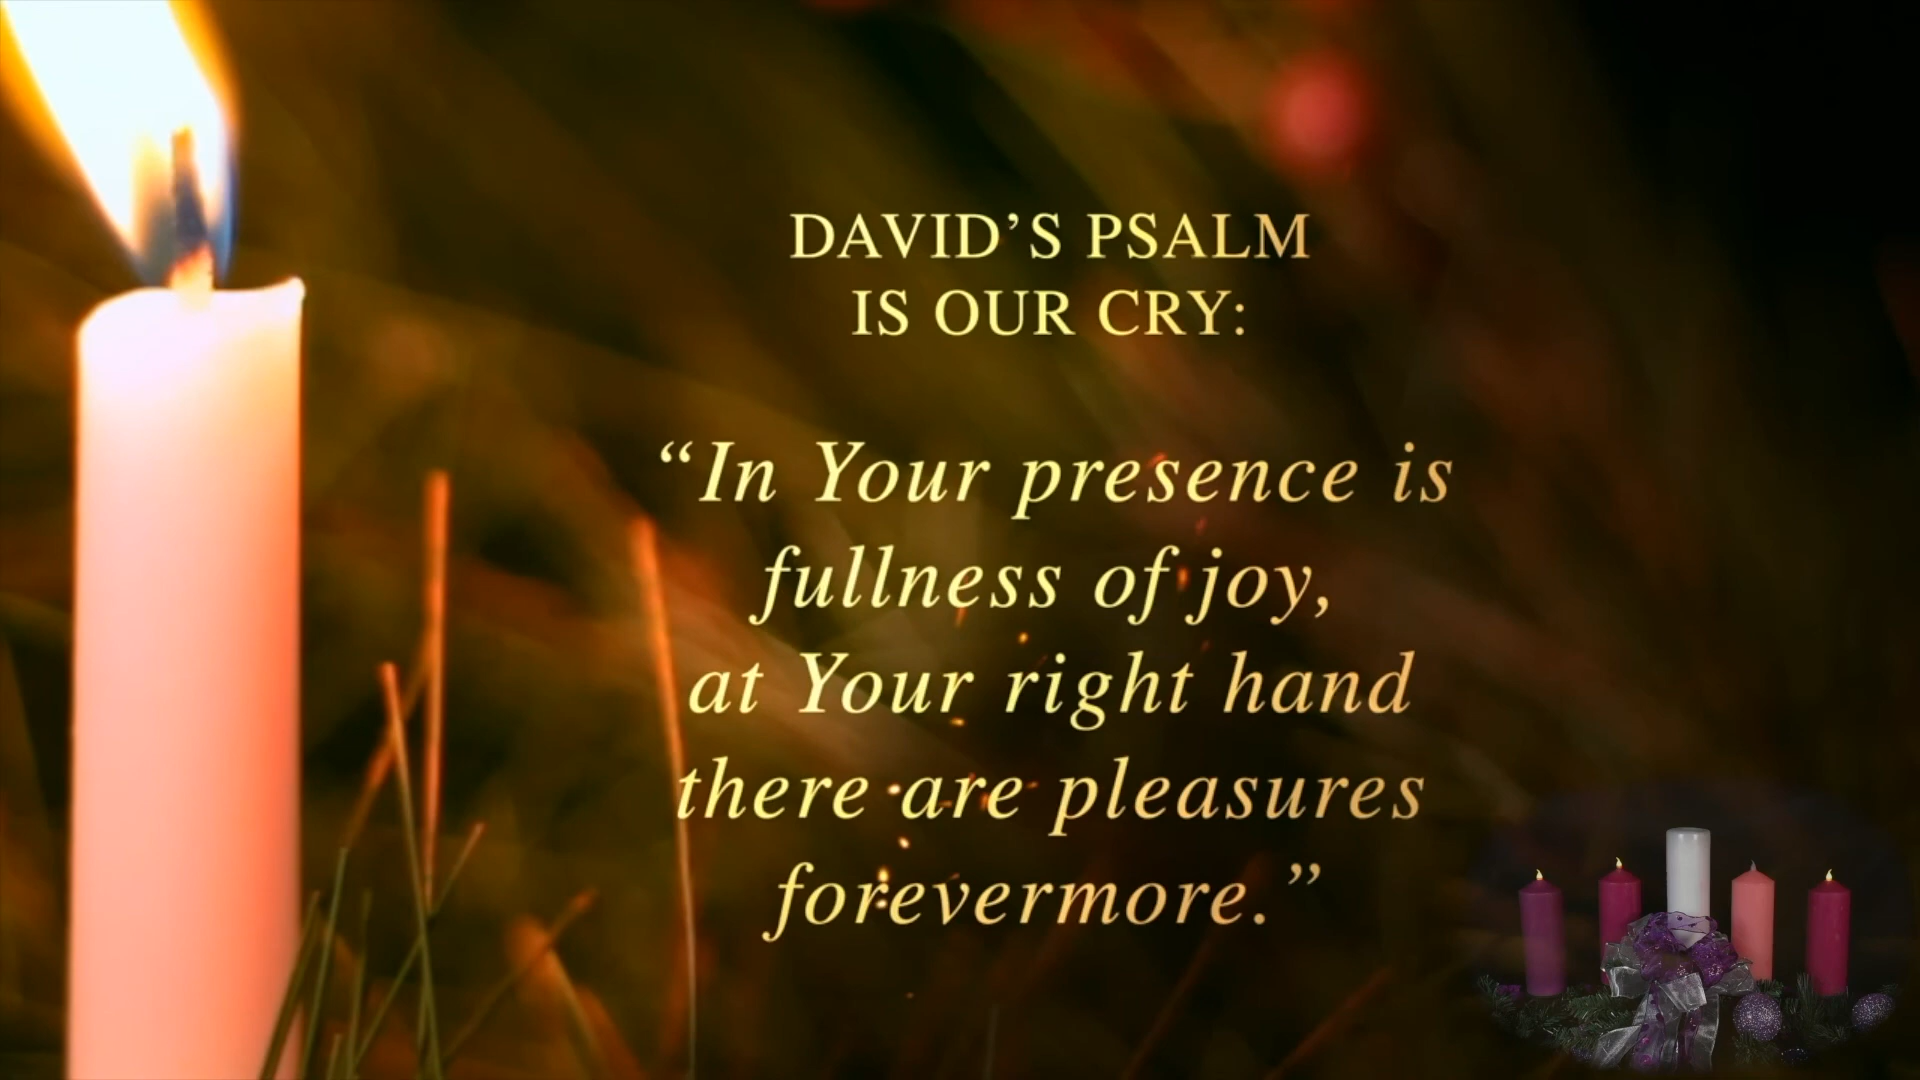 DAVID’S PSALM
IS OUR CRY:
“In Your presence is
fullness of joy,
at Your right hand
there are pleasures
forevermore.”